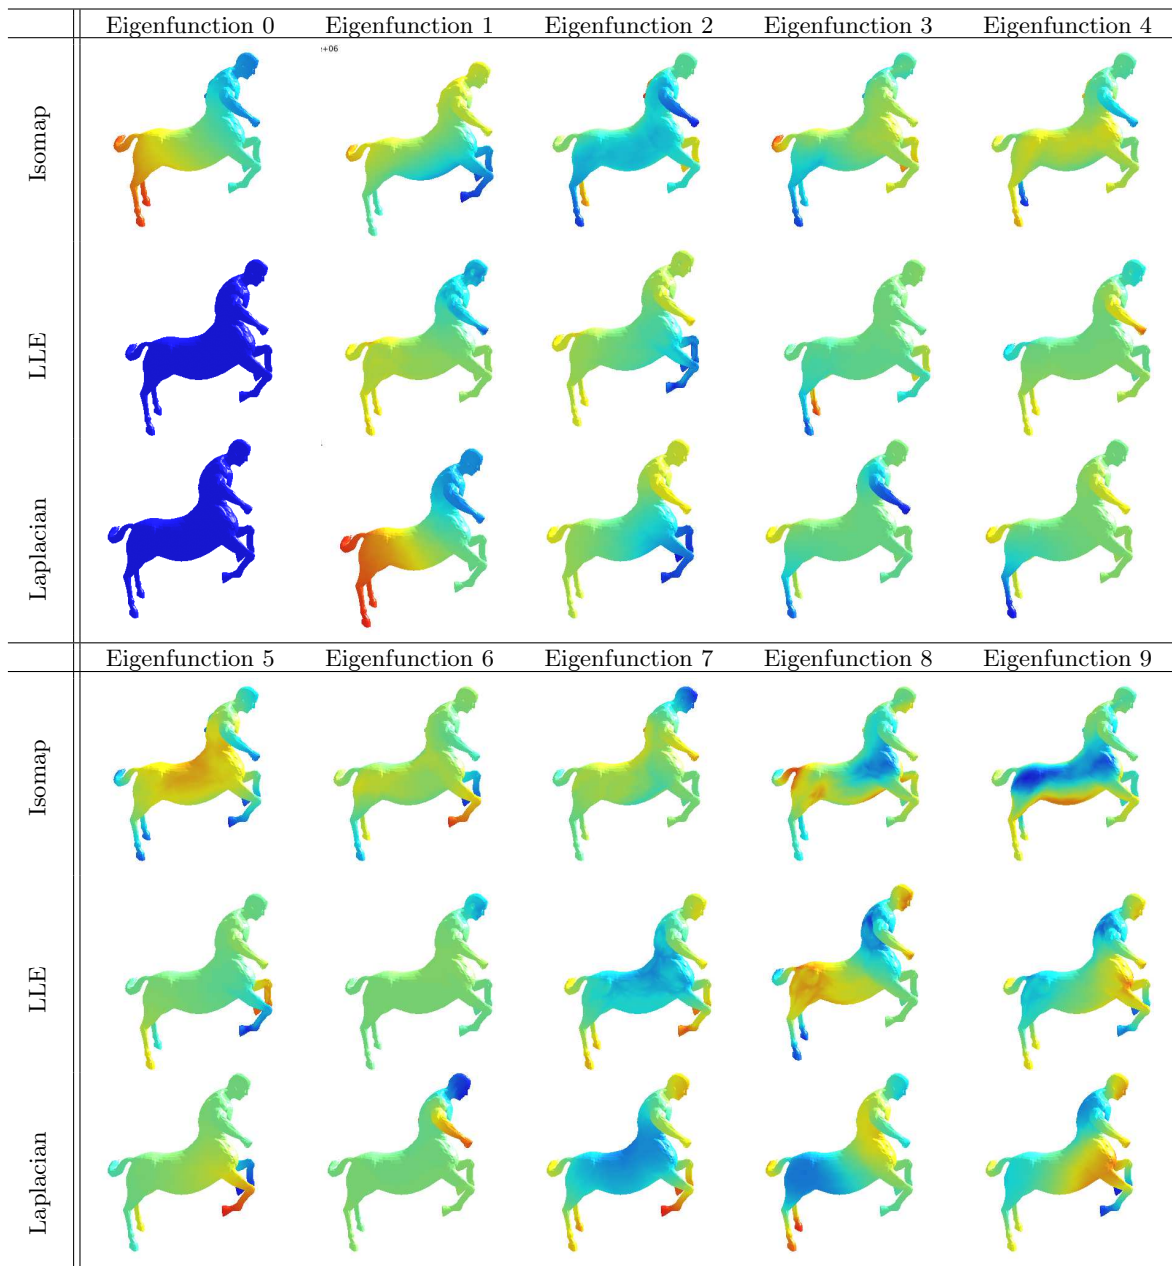 Eigenfunction 0 Eigenfunction 1 Eigenfunction 2 Eigenfunction 3 Eigenfunction 4
+06
Isomap
LLE
Laplacian
Eigenfunction 5 Eigenfunction 6 Eigenfunction 7 Eigenfunction 8 Eigenfunction 9
Isomap
LLE
Laplacian